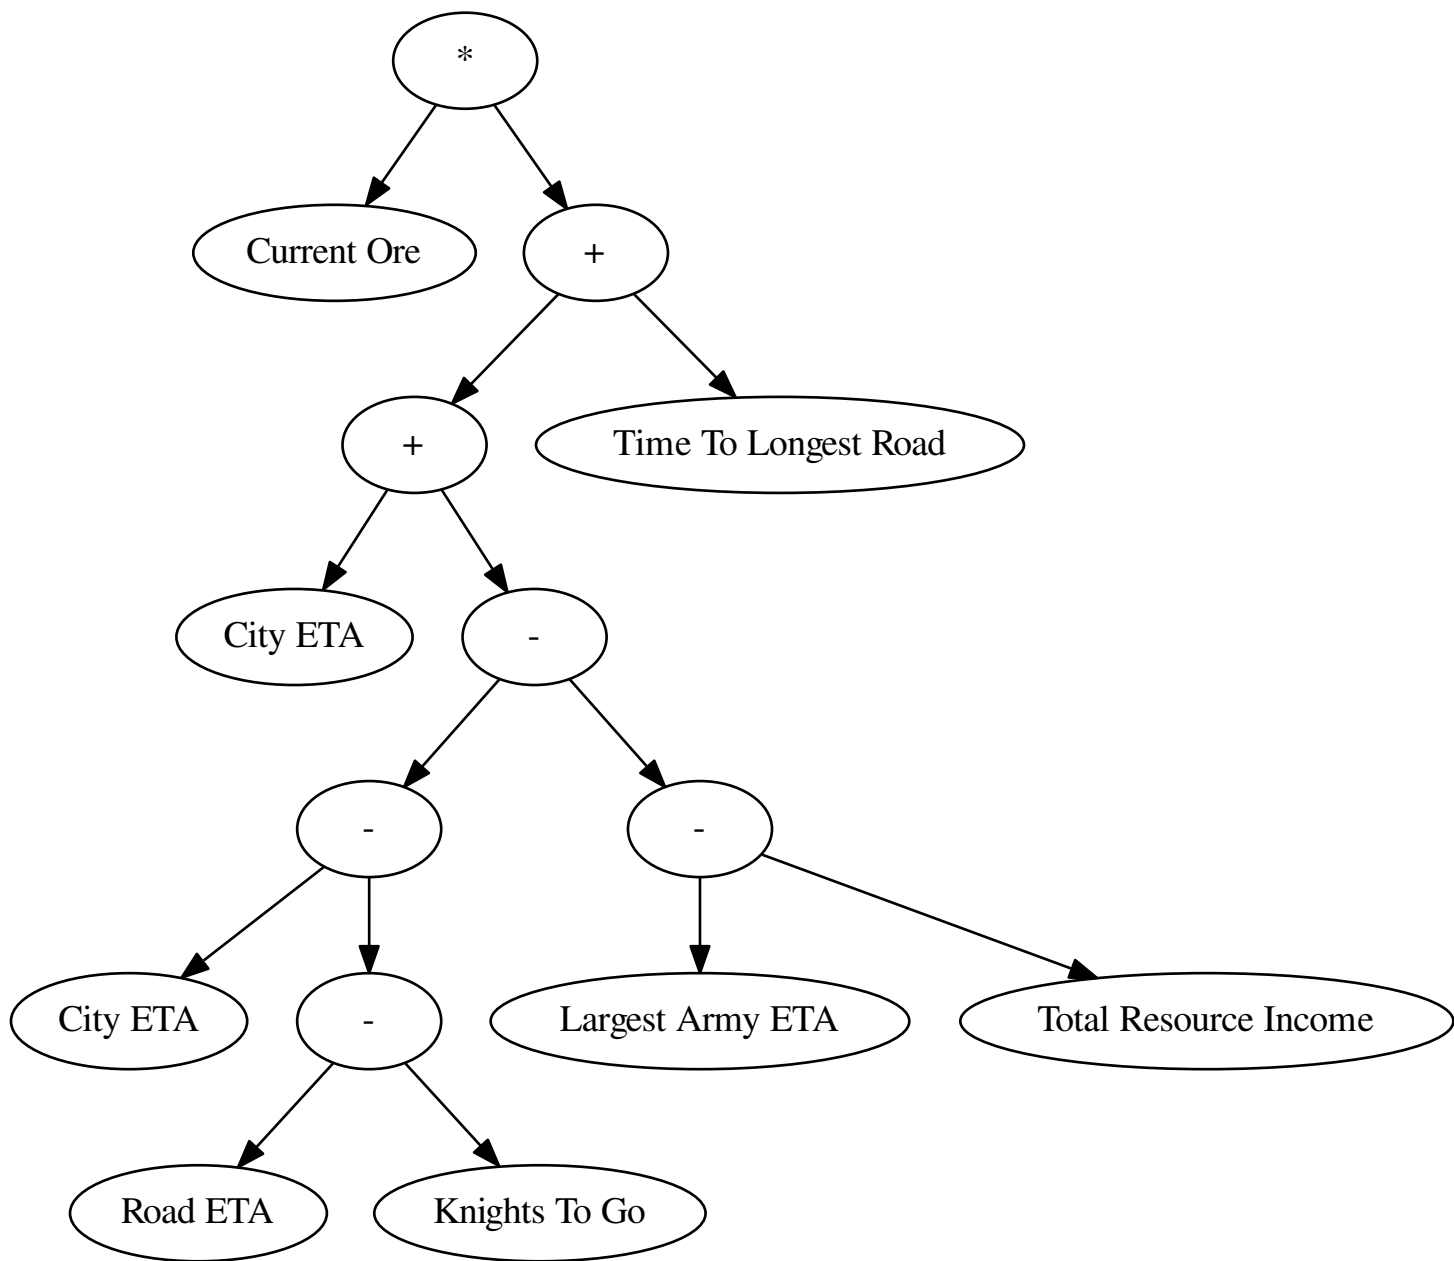 *
Current Ore
+
+
Time To Longest Road
City ETA
-
-
-
City ETA
-
Largest Army ETA
Total Resource Income
Road ETA
Knights To Go